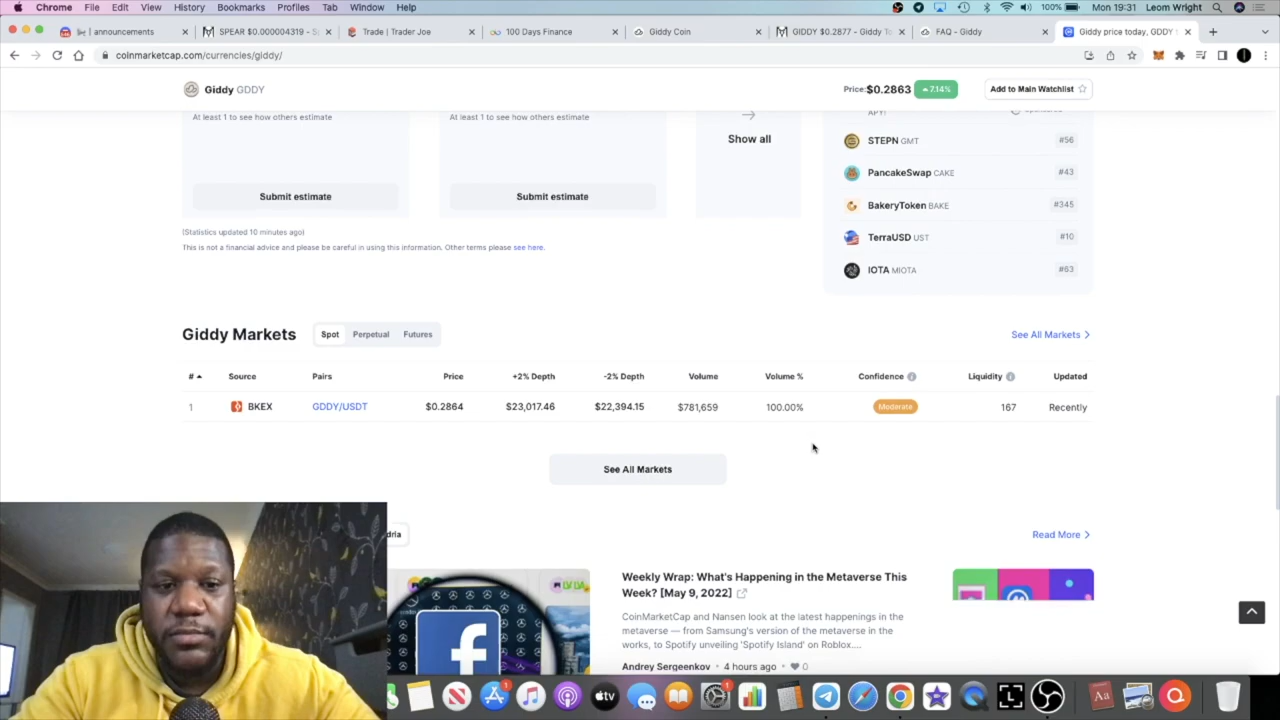 Chrome File Edit View History Bookmarks Profiles Tab Window Help 100% Mon 19:31 Leom Wright
announcements SPEAR $0.000004319 - S Trade | Trader Joe 100 Days Finance Giddy Coin GIDDY $0.2877 - Giddy To FAQ - Giddy Giddy price today, GDDY t
coinmarketcap.com/currencies/giddy/
Giddy GDDY Price: $0.2863 7.14% Add to Main Watchlist
At least 1 to see how others estimate At least 1 to see how others estimate Show all
APY! Sponsored
STEPN GMT #56
PancakeSwap CAKE #43
Submit estimate Submit estimate
BakeryToken BAKE #345
(Statistics updated 10 minutes ago)
TerraUSD UST #10
This is not a financial advice and please be careful in using this information. Other terms please see here.
IOTA MIOTA #63
Giddy Markets Spot Perpetual Futures See All Markets
# Source Pairs Price +2% Depth -2% Depth Volume Volume % Confidence Liquidity Updated
1 BKEX GDDY/USDT $0.2864 $23,017.46 $22,394.15 $781,659 100.00% Moderate 167 Recently
See All Markets
dria Read More
Weekly Wrap: What's Happening in the Metaverse This
Week? [May 9, 2022]
CoinMarketCap and Nansen look at the latest happenings in the
metaverse — from Samsung's version of the metaverse in the
works, to Spotify unveiling 'Spotify Island' on Roblox....
Andrey Sergeenkov • 4 hours ago • 0